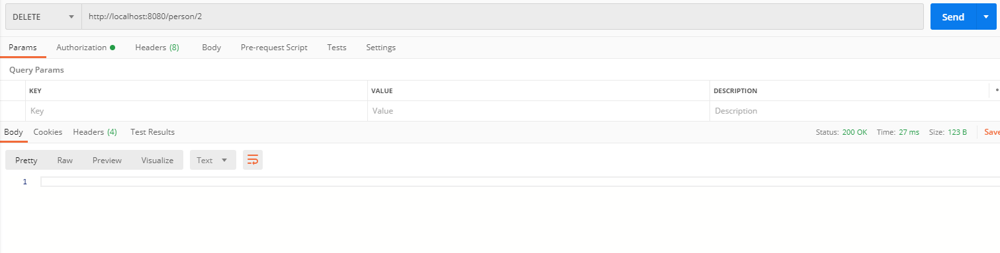 DELETE http://localhost:8080/person/2 Send
Params Authorization Headers (8) Body Pre-request Script Tests Settings
Query Params
KEY VALUE DESCRIPTION
Key Value Description
Body Cookies Headers (4) Test Results Status: 200 OK Time: 27 ms Size: 123 B Save
Pretty Raw Preview Visualize Text
1